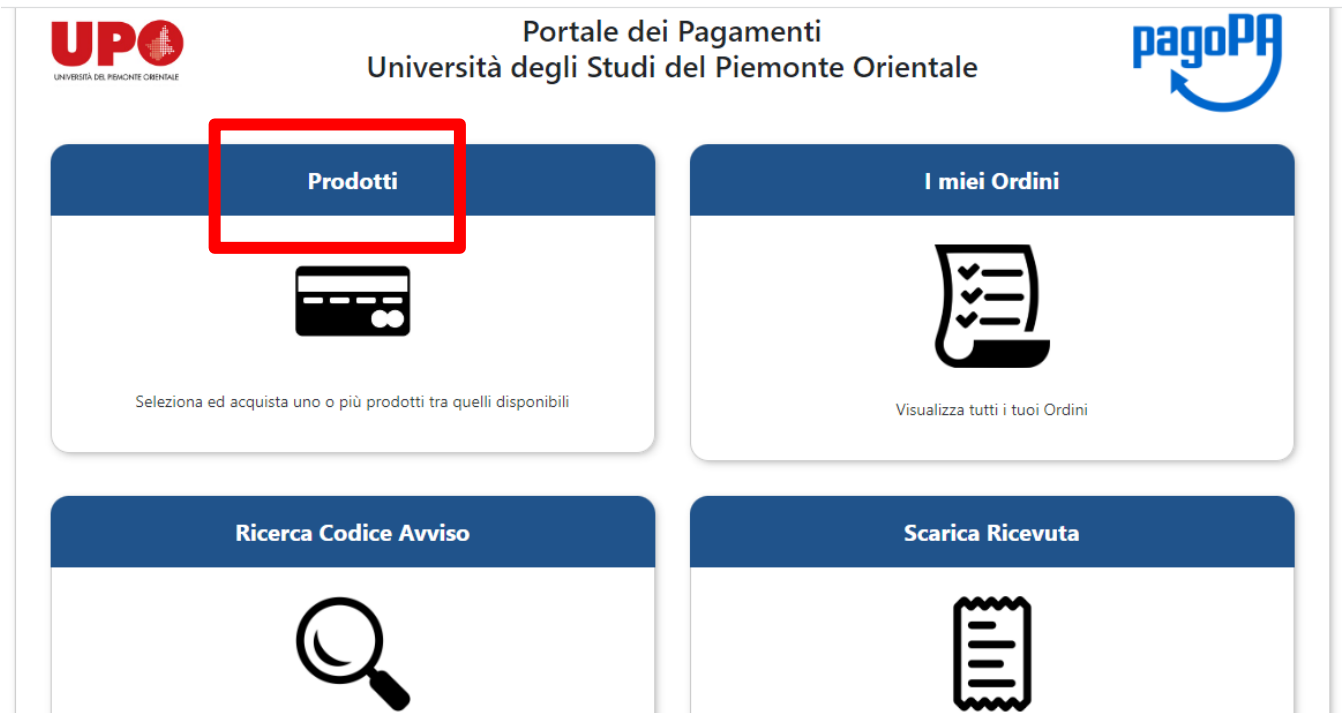 UPO
UNIVERSITÀ DEL PIEMONTE ORIENTALE
Portale dei Pagamenti
Università degli Studi del Piemonte Orientale
pagoPA
Prodotti
Seleziona ed acquista uno o più prodotti tra quelli disponibili
I miei Ordini
Visualizza tutti i tuoi Ordini
Ricerca Codice Avviso
Scarica Ricevuta